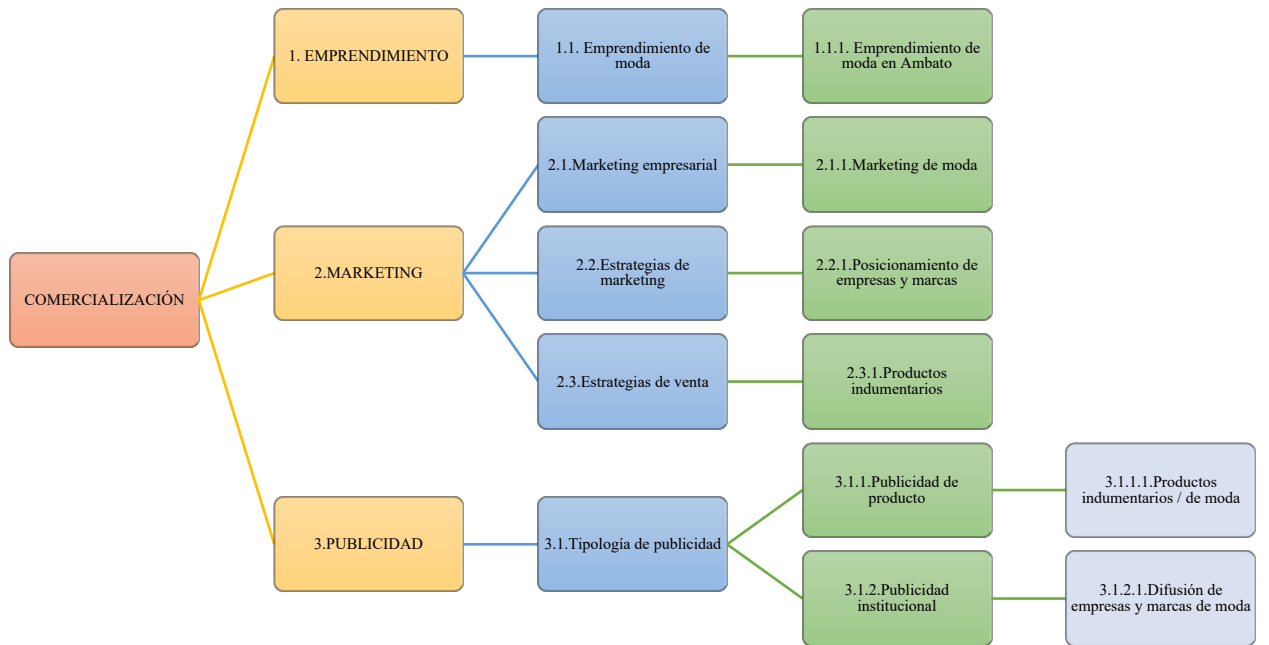 1. EMPRENDIMIENTO
1.1. Emprendimiento de
moda
1.1.1. Emprendimiento de
moda en Ambato
2.1.Marketing empresarial
2.1.1.Marketing de moda
COMERCIALIZACIÓN
2.MARKETING
2.2.Estrategias de
marketing
2.2.1.Posicionamiento de
empresas y marcas
2.3.Estrategias de venta
2.3.1.Productos
indumentarios
3.PUBLICIDAD
3.1.Tipología de publicidad
3.1.1.Publicidad de
producto
3.1.1.1.Productos
indumentarios / de moda
3.1.2.Publicidad
institucional
3.1.2.1.Difusión de
empresas y marcas de moda